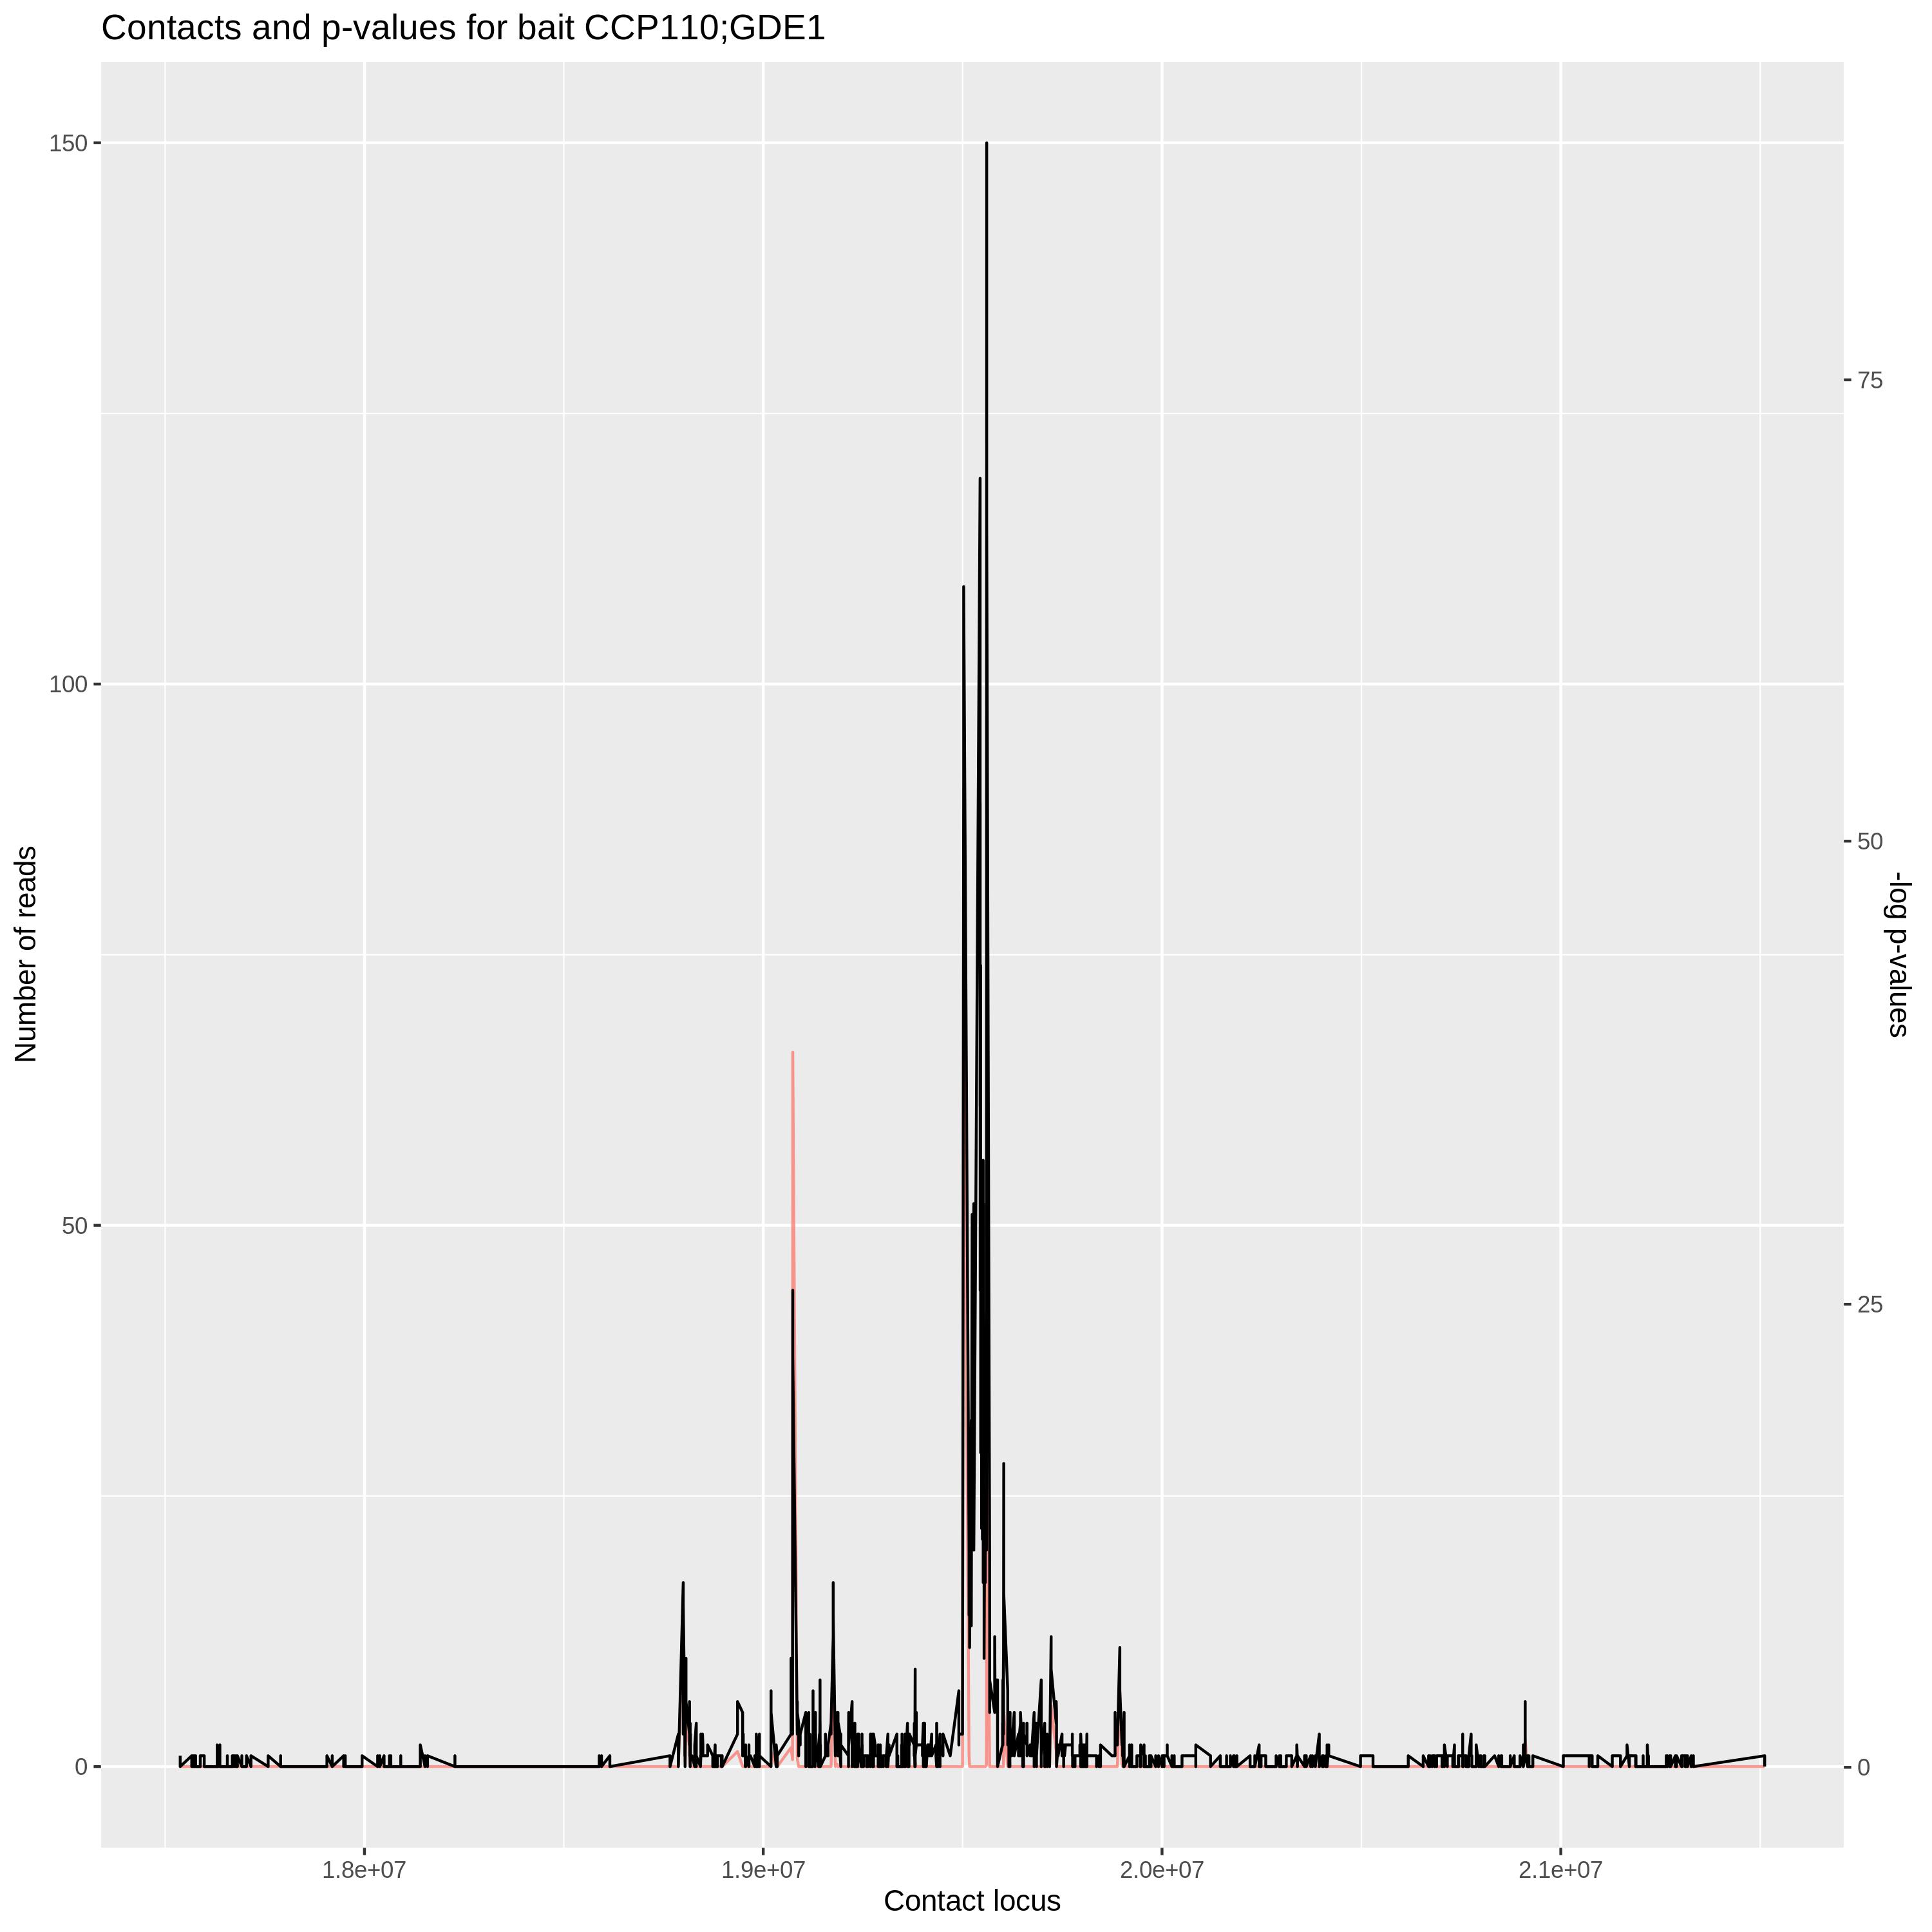 Contacts and p-values for bait CCP110;GDE1
150
100
50
0
Number of reads
75
50
25
0
-log p-values
1.8e+07
1.9e+07
2.0e+07
2.1e+07
Contact locus